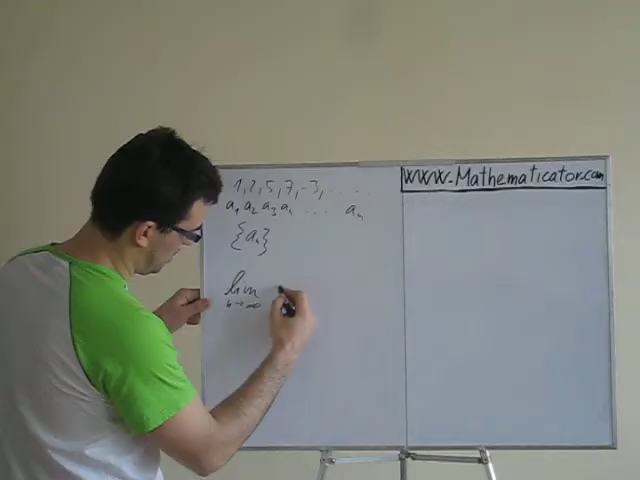 1, 2, 5, 7, -3, . . . .
a₁ a₂ a₃ a₄ . . . aₙ
{aₙ}
lim
n→∞
www.Mathematicator.com